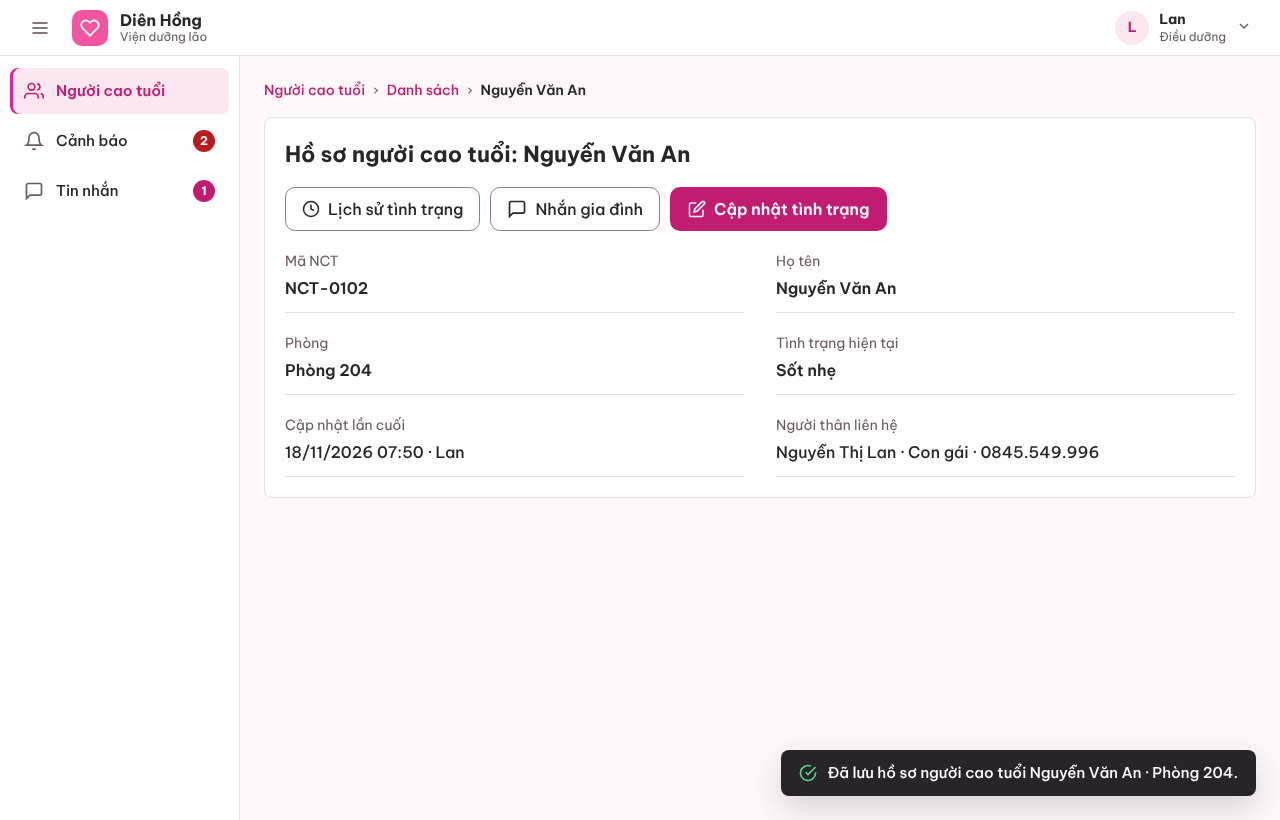 Diên Hồng
Viện dưỡng lão
L
Lan
Điều dưỡng
Người cao tuổi
Cảnh báo
2
Tin nhắn
1
Người cao tuổi › Danh sách › Nguyễn Văn An
Hồ sơ người cao tuổi: Nguyễn Văn An
Lịch sử tình trạng
Nhắn gia đình
Cập nhật tình trạng
Mã NCT
NCT-0102
Họ tên
Nguyễn Văn An
Phòng
Phòng 204
Tình trạng hiện tại
Sốt nhẹ
Cập nhật lần cuối
18/11/2026 07:50 · Lan
Người thân liên hệ
Nguyễn Thị Lan · Con gái · 0845.549.996
Đã lưu hồ sơ người cao tuổi Nguyễn Văn An · Phòng 204.